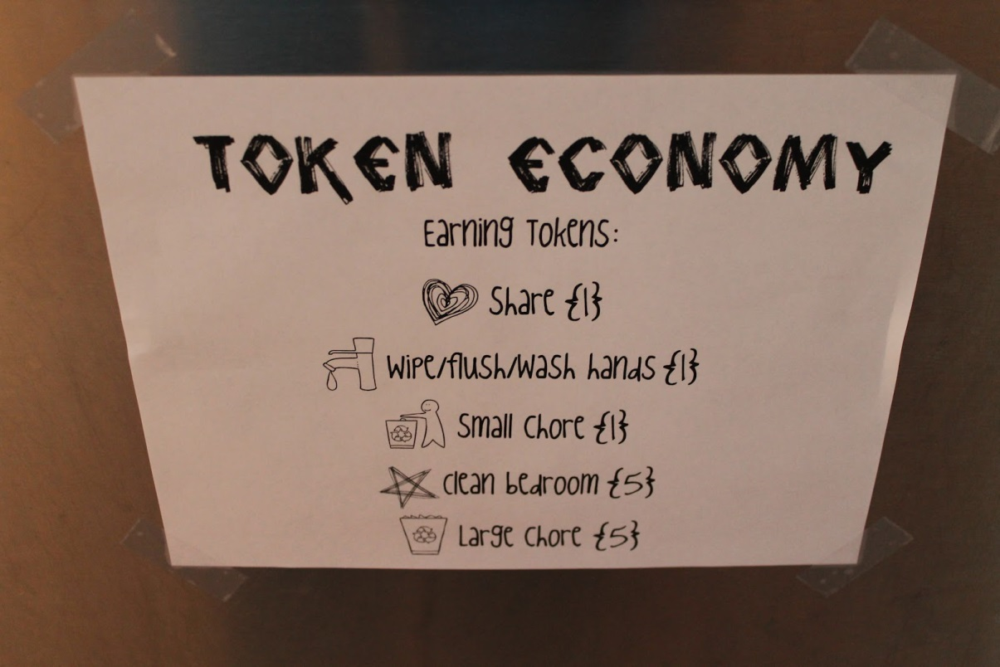 TOKEN ECONOMY
Earning Tokens:
Share {1}
wipe/flush/wash hands {1}
Small Chore {1}
clean bedroom {5}
Large Chore {5}